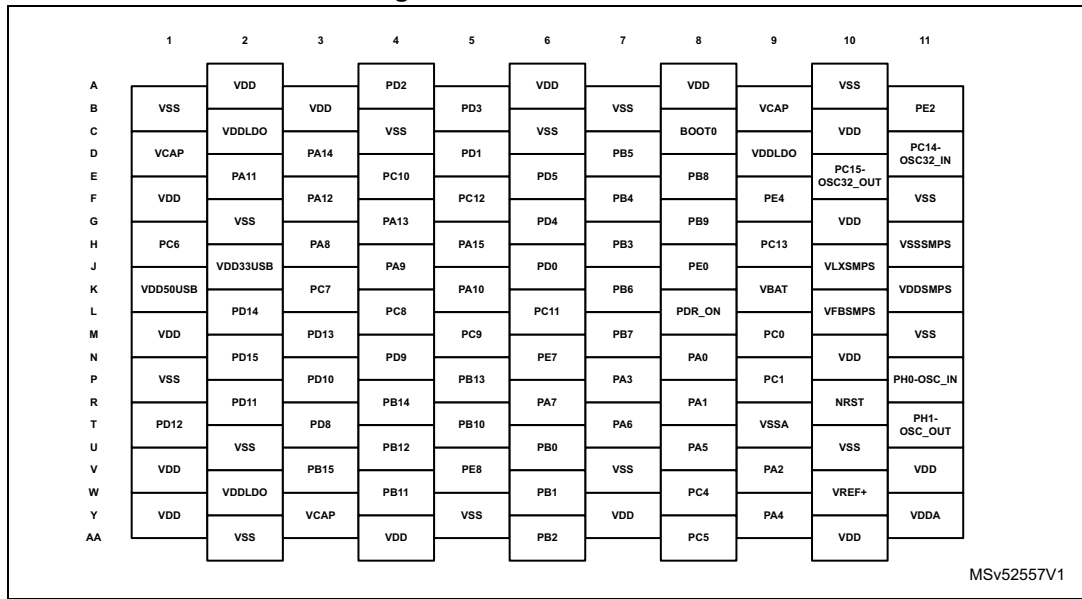 1 2 3 4 5 6 7 8 9 10 11
A VDD PD2 VDD VDD VSS
B VSS VDD PD3 VSS VCAP PE2
C VDDLDO VSS VSS BOOT0 VDD
D VCAP PA14 PD1 PB5 VDDLDO PC14-OSC32_IN
E PA11 PC10 PD5 PB8 PC15-OSC32_OUT
F VDD PA12 PC12 PB4 PE4 VSS
G VSS PA13 PD4 PB9 VDD
H PC6 PA8 PA15 PB3 PC13 VSSSMPS
J VDD33USB PA9 PD0 PE0 VLXSMPS
K VDD50USB PC7 PA10 PB6 VBAT VDDSMPS
L PD14 PC8 PC11 PDR_ON VFBSMPS
M VDD PD13 PC9 PB7 PC0 VSS
N PD15 PD9 PE7 PA0 VDD
P VSS PD10 PB13 PA3 PC1 PH0-OSC_IN
R PD11 PB14 PA7 PA1 NRST
T PD12 PD8 PB10 PA6 VSSA PH1-OSC_OUT
U VSS PB12 PB0 PA5 VSS
V VDD PB15 PE8 VSS PA2 VDD
W VDDLDO PB11 PB1 PC4 VREF+
Y VDD VCAP VSS VDD PA4 VDDA
AA VSS VDD PB2 PC5 VDD
MSv52557V1